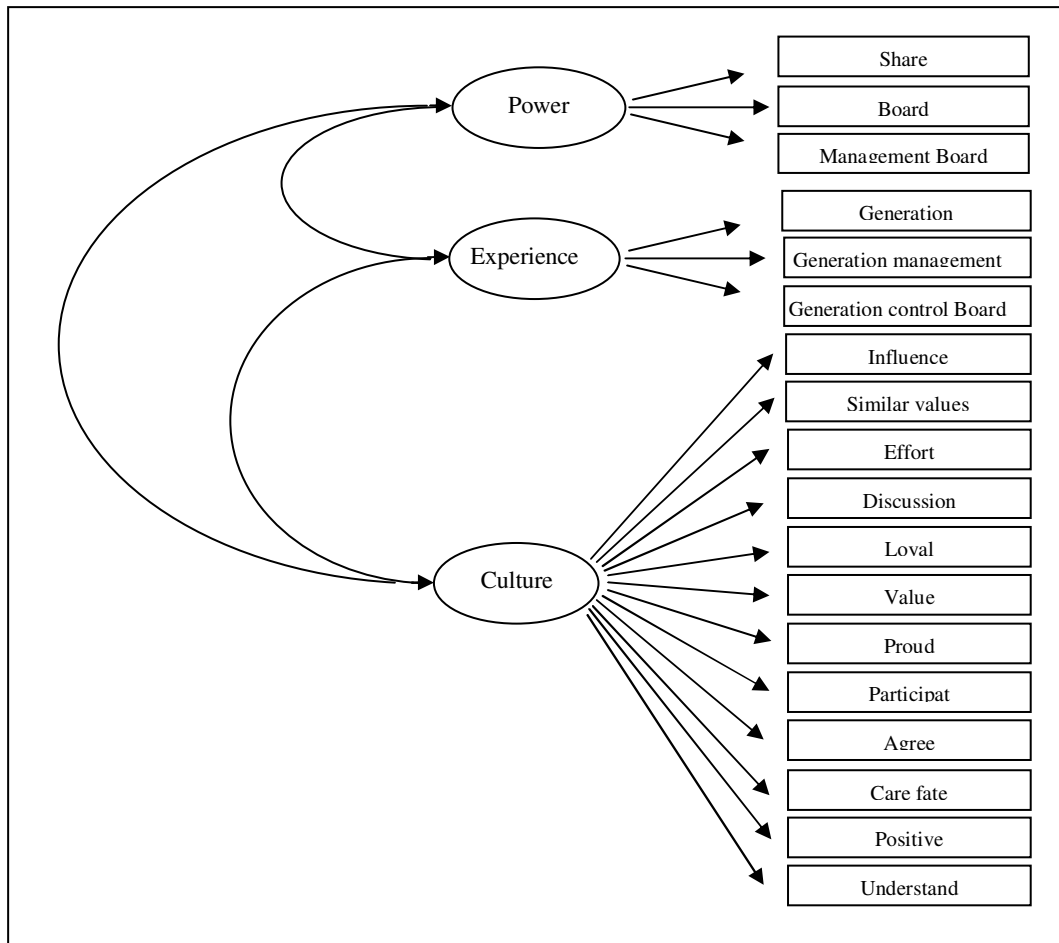 Share
Power
Board
Management Board
Generation
Experience
Generation management
Generation control Board
Influence
Similar values
Effort
Discussion
Loyal
Culture
Value
Proud
Participat
Agree
Care fate
Positive
Understand